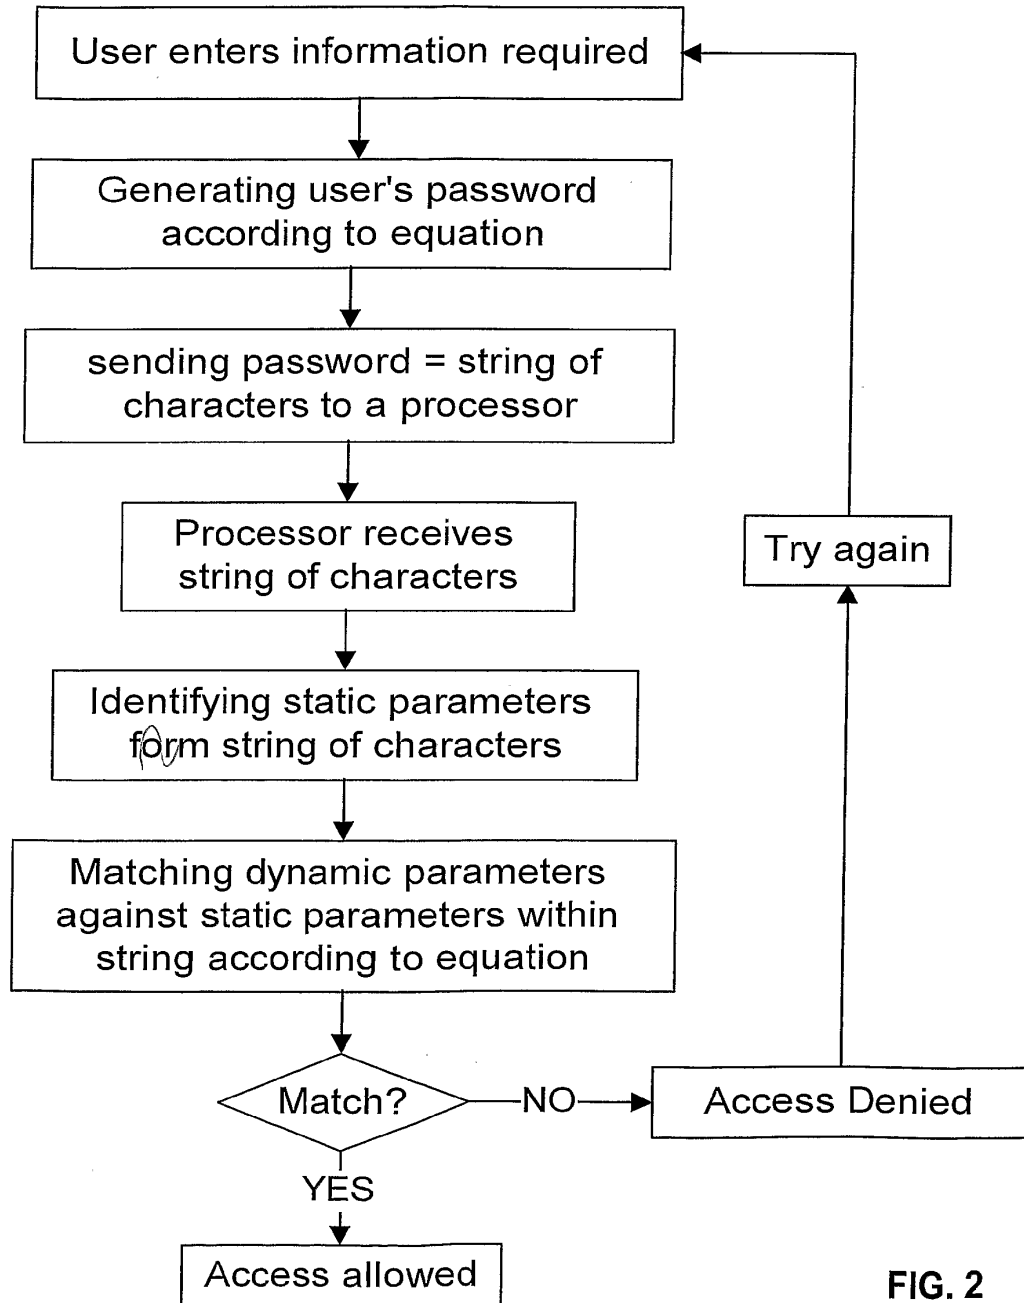 User enters information required
Generating user's password
according to equation
sending password = string of
characters to a processor
Processor receives
string of characters
Try again
Identifying static parameters
form string of characters
Matching dynamic parameters
against static parameters within
string according to equation
Match?
NO
Access Denied
YES
Access allowed
FIG. 2